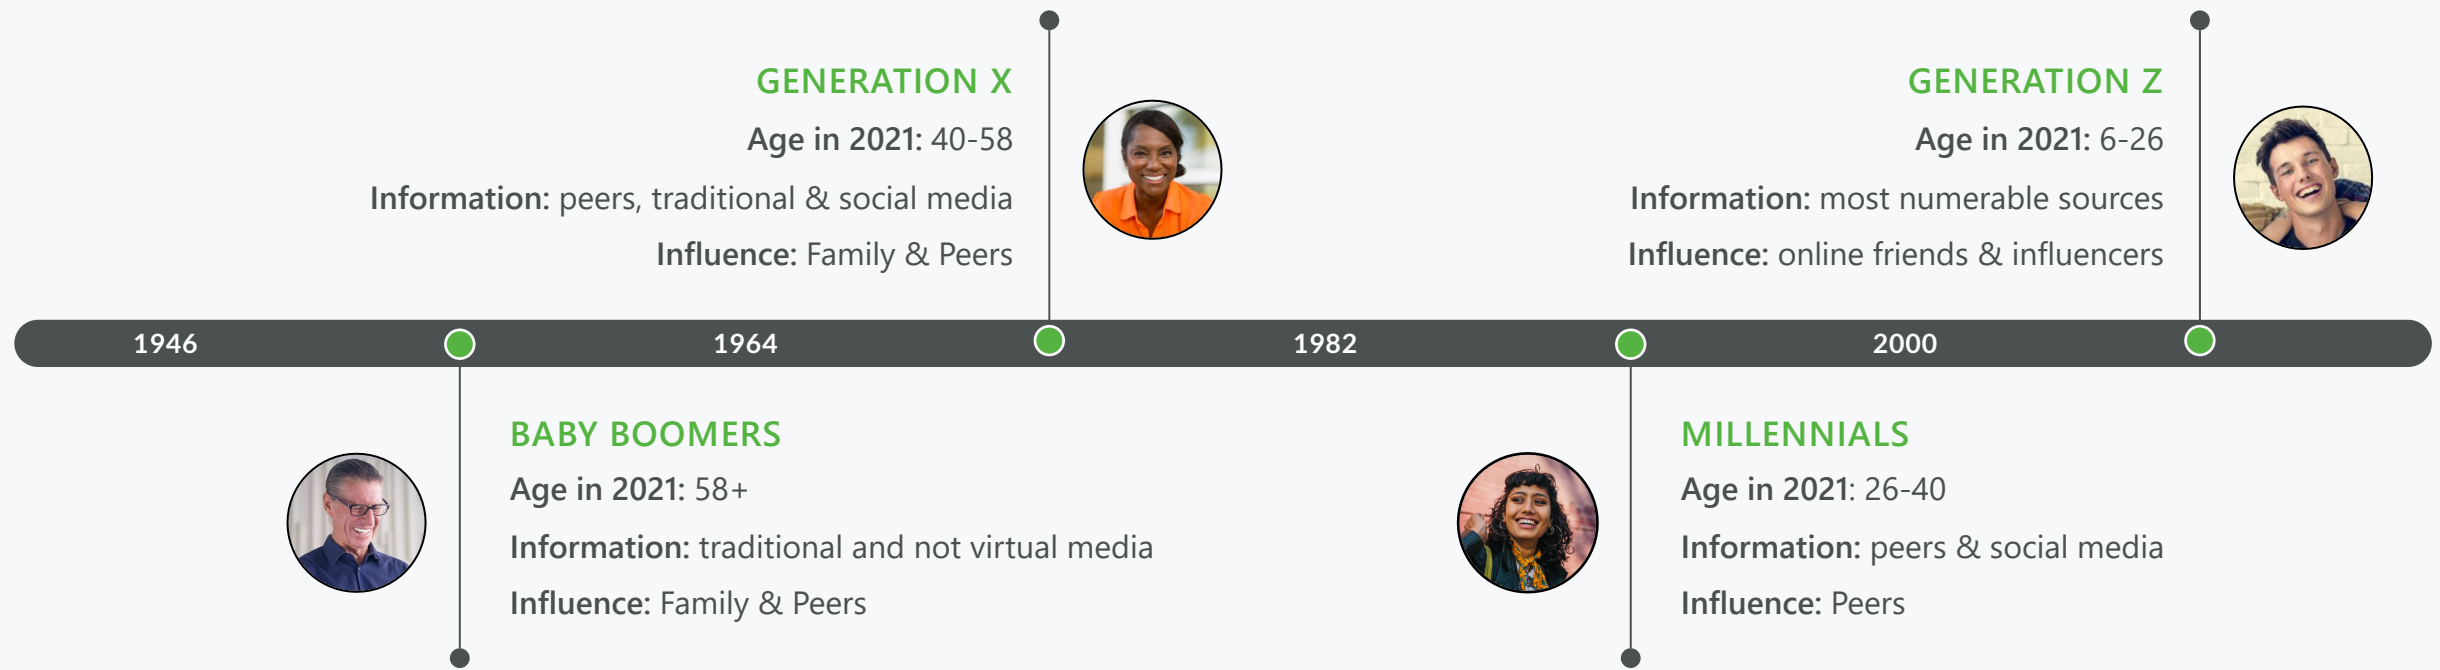 GENERATION X
Age in 2021: 40-58
Information: peers, traditional & social media
Influence: Family & Peers
GENERATION Z
Age in 2021: 6-26
Information: most numerable sources
Influence: online friends & influencers
1946
1964
1982
2000
BABY BOOMERS
Age in 2021: 58+
Information: traditional and not virtual media
Influence: Family & Peers
MILLENNIALS
Age in 2021: 26-40
Information: peers & social media
Influence: Peers